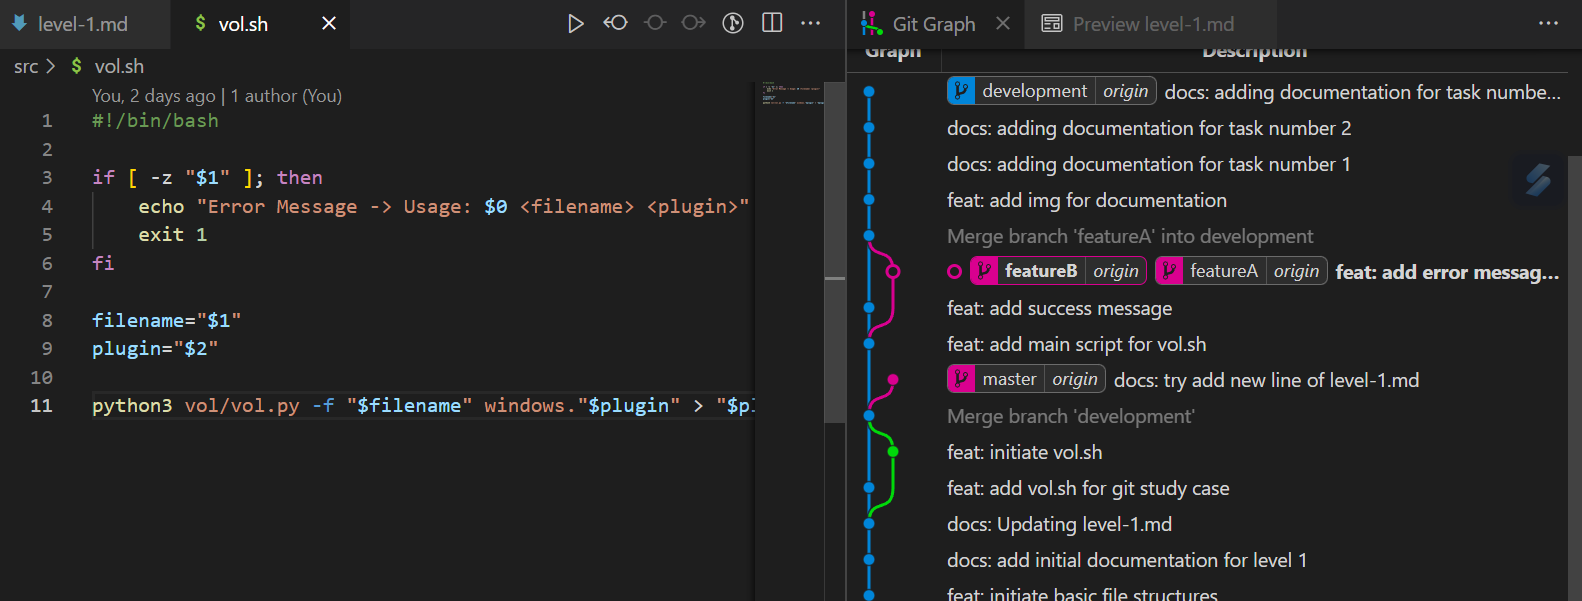 level-1.md
$ vol.sh
Git Graph
Preview level-1.md
src > $ vol.sh
You, 2 days ago | 1 author (You)
1 #!/bin/bash
2
3 if [ -z "$1" ]; then
4 echo "Error Message -> Usage: $0 <filename> <plugin>"
5 exit 1
6 fi
7
8 filename="$1"
9 plugin="$2"
10
11 python3 vol/vol.py -f "$filename" windows."$plugin" > "$pl
Graph Description
development origin docs: adding documentation for task numbe...
docs: adding documentation for task number 2
docs: adding documentation for task number 1
feat: add img for documentation
Merge branch 'featureA' into development
featureB origin featureA origin feat: add error messag...
feat: add success message
feat: add main script for vol.sh
master origin docs: try add new line of level-1.md
Merge branch 'development'
feat: initiate vol.sh
feat: add vol.sh for git study case
docs: Updating level-1.md
docs: add initial documentation for level 1
feat: initiate basic file structures